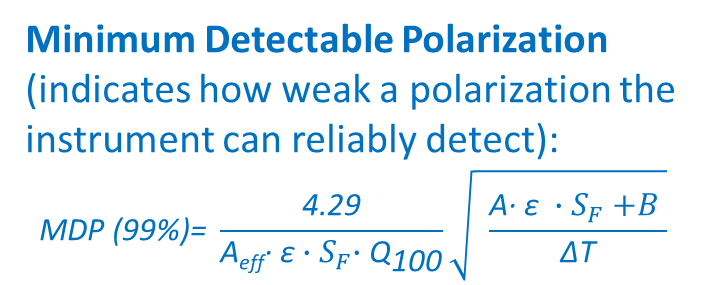 Minimum Detectable Polarization
(indicates how weak a polarization the
instrument can reliably detect):
MDP (99%)= 4.29 / (A_eff· ε · S_F · Q_100) √((A· ε · S_F +B) / ΔT)